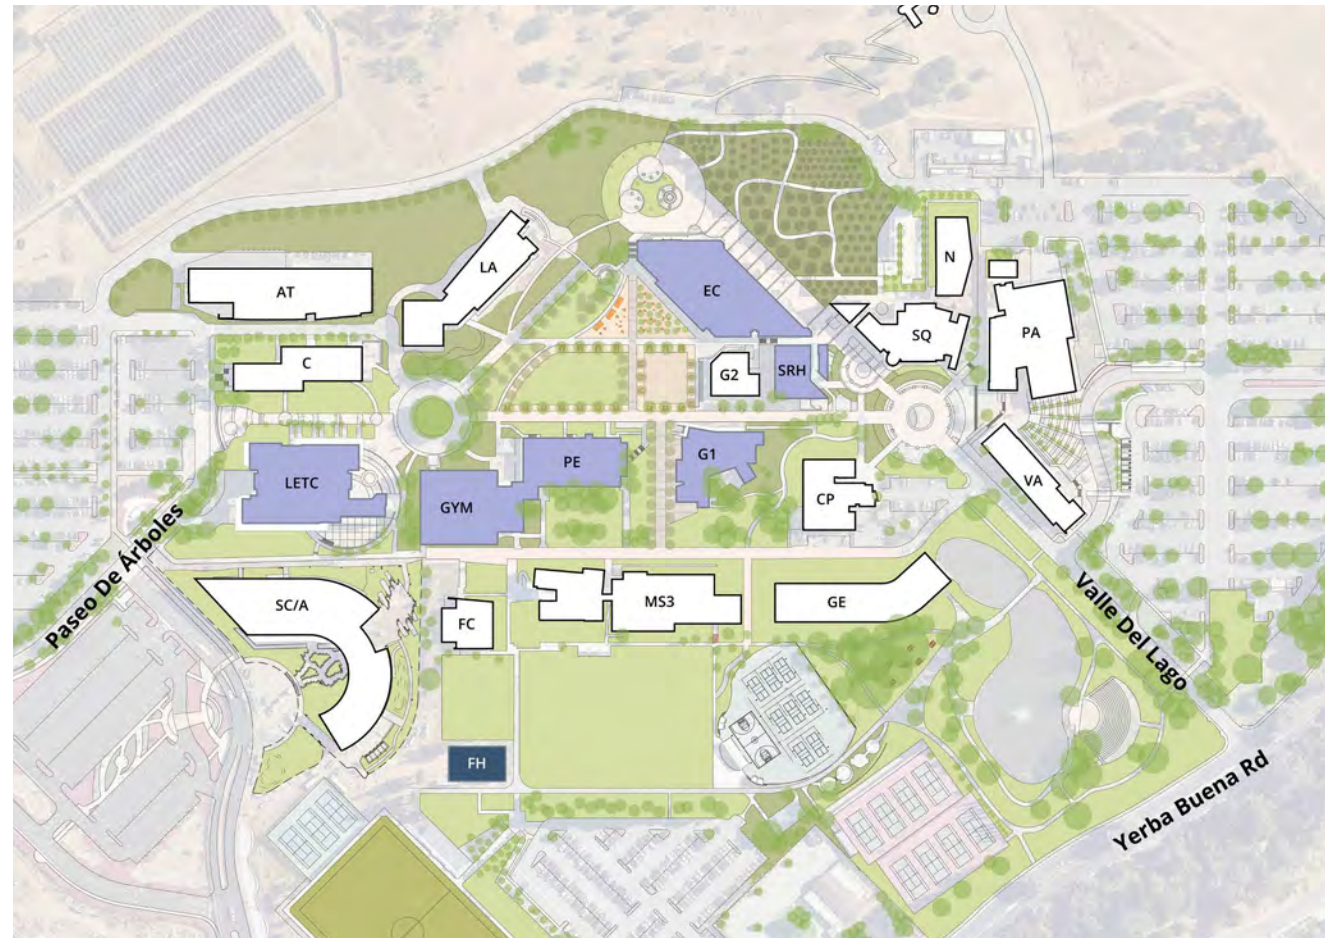 LA
N
AT
EC
SQ
PA
C
G2
SRH
LETC
PE
G1
GYM
CP
VA
Paseo De Árboles
SC/A
FC
MS3
GE
Valle Del Lago
FH
Yerba Buena Rd